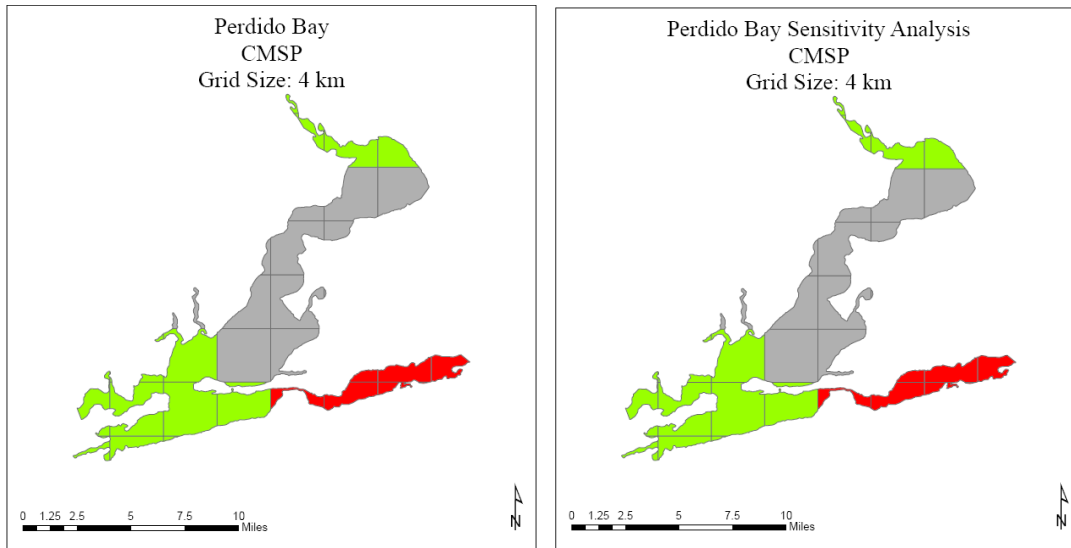 Perdido Bay
CMSP
Grid Size: 4 km
N
0 1.25 2.5 5 7.5 10
Miles
Perdido Bay Sensitivity Analysis
CMSP
Grid Size: 4 km
N
0 1.25 2.5 5 7.5 10
Miles